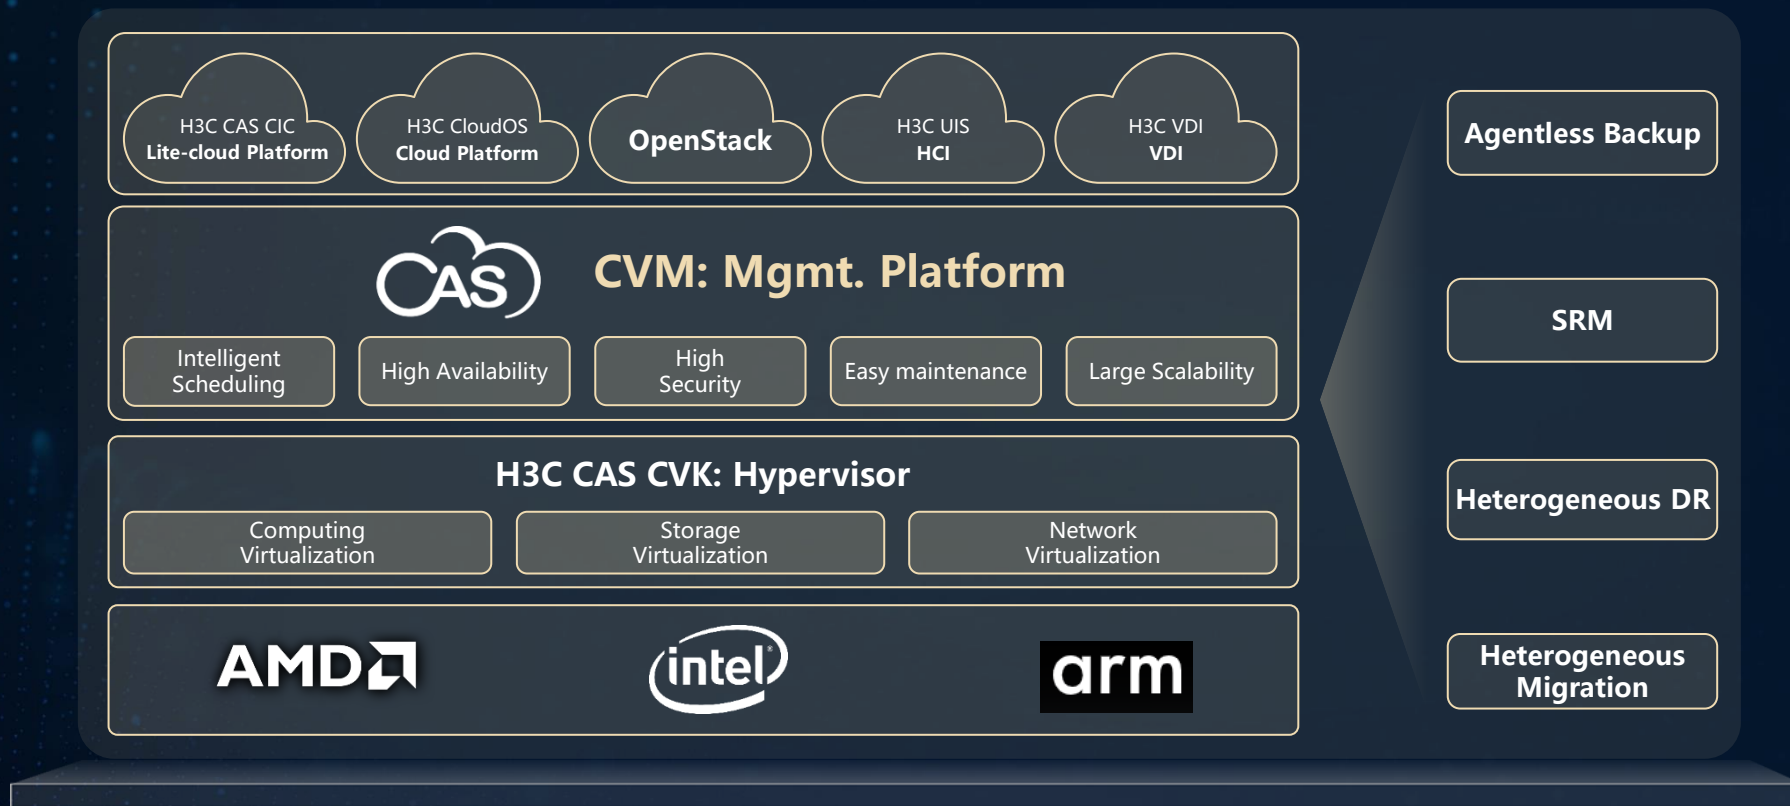 H3C CAS CIC
Lite-cloud Platform
H3C CloudOS
Cloud Platform
OpenStack
H3C UIS
HCI
H3C VDI
VDI
CAS
CVM: Mgmt. Platform
Intelligent
Scheduling
High Availability
High
Security
Easy maintenance
Large Scalability
H3C CAS CVK: Hypervisor
Computing
Virtualization
Storage
Virtualization
Network
Virtualization
AMD
intel®
arm
Agentless Backup
SRM
Heterogeneous DR
Heterogeneous
Migration